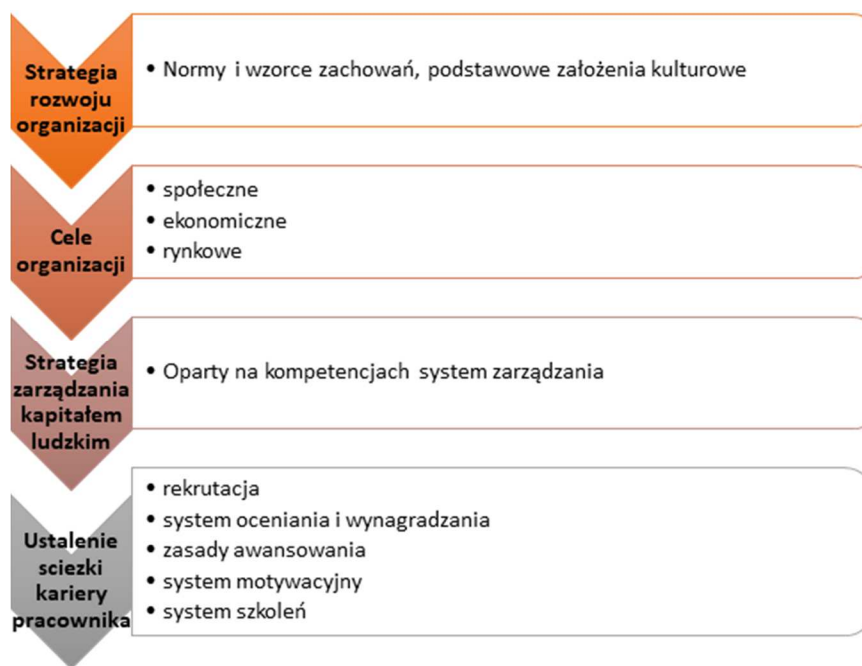 Strategia
rozwoju
organizacji
• Normy i wzorce zachowań, podstawowe założenia kulturowe
Cele
organizacji
• społeczne
• ekonomiczne
• rynkowe
Strategia
zarządzania
kapitałem
ludzkim
• Oparty na kompetencjach system zarządzania
Ustalenie
sciezki
kariery
pracownika
• rekrutacja
• system oceniania i wynagradzania
• zasady awansowania
• system motywacyjny
• system szkoleń